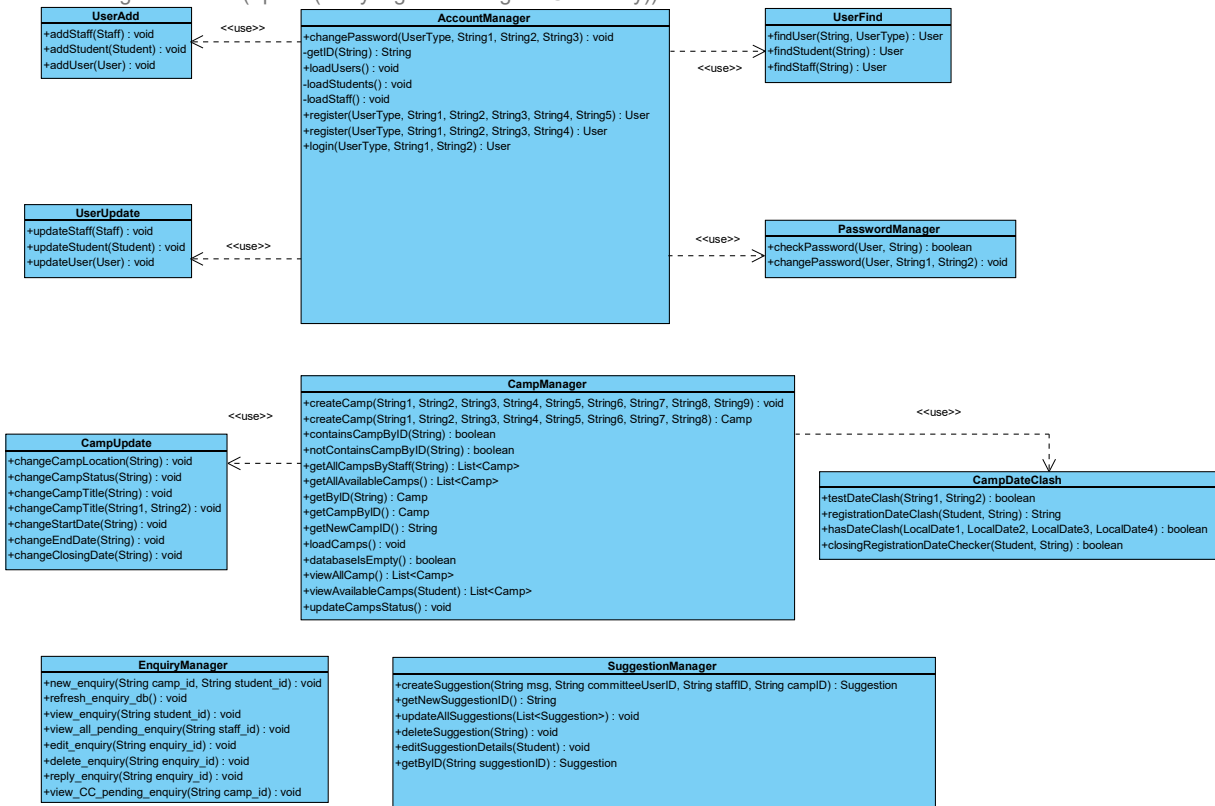 UserAdd
+addStaff(Staff) : void
+addStudent(Student) : void
+addUser(User) : void
<<use>>
AccountManager
+changePassword(UserType, String1, String2, String3) : void
-getID(String) : String
+loadUsers() : void
-loadStudents() : void
-loadStaff() : void
+register(UserType, String1, String2, String3, String4, String5) : User
+register(UserType, String1, String2, String3, String4) : User
+login(UserType, String1, String2) : User
<<use>>
UserFind
+findUser(String, UserType) : User
+findStudent(String) : User
+findStaff(String) : User
UserUpdate
+updateStaff(Staff) : void
+updateStudent(Student) : void
+updateUser(User) : void
<<use>>
<<use>>
PasswordManager
+checkPassword(User, String) : boolean
+changePassword(User, String1, String2) : void
CampUpdate
+changeCampLocation(String) : void
+changeCampStatus(String) : void
+changeCampTitle(String) : void
+changeCampTitle(String1, String2) : void
+changeStartDate(String) : void
+changeEndDate(String) : void
+changeClosingDate(String) : void
<<use>>
CampManager
+createCamp(String1, String2, String3, String4, String5, String6, String7, String8, String9) : void
+createCamp(String1, String2, String3, String4, String5, String6, String7, String8) : Camp
+containsCampByID(String) : boolean
+notContainsCampByID(String) : boolean
+getAllCampsByStaff(String) : List<Camp>
+getAllAvailableCamps() : List<Camp>
+getByID(String) : Camp
+getCampByID() : Camp
+getNewCampID() : String
+loadCamps() : void
+databaseIsEmpty() : boolean
+viewAllCamp() : List<Camp>
+viewAvailableCamps(Student) : List<Camp>
+updateCampsStatus() : void
<<use>>
CampDateClash
+testDateClash(String1, String2) : boolean
+registrationDateClash(Student, String) : String
+hasDateClash(LocalDate1, LocalDate2, LocalDate3, LocalDate4) : boolean
+closingRegistrationDateChecker(Student, String) : boolean
EnquiryManager
+new_enquiry(String camp_id, String student_id) : void
+refresh_enquiry_db() : void
+view_enquiry(String student_id) : void
+view_all_pending_enquiry(String staff_id) : void
+edit_enquiry(String enquiry_id) : void
+delete_enquiry(String enquiry_id) : void
+reply_enquiry(String enquiry_id) : void
+view_CC_pending_enquiry(String camp_id) : void
SuggestionManager
+createSuggestion(String msg, String committeeUserID, String staffID, String campID) : Suggestion
+getNewSuggestionID() : String
+updateAllSuggestions(List<Suggestion>) : void
+deleteSuggestion(String) : void
+editSuggestionDetails(Student) : void
+getByID(String suggestionID) : Suggestion